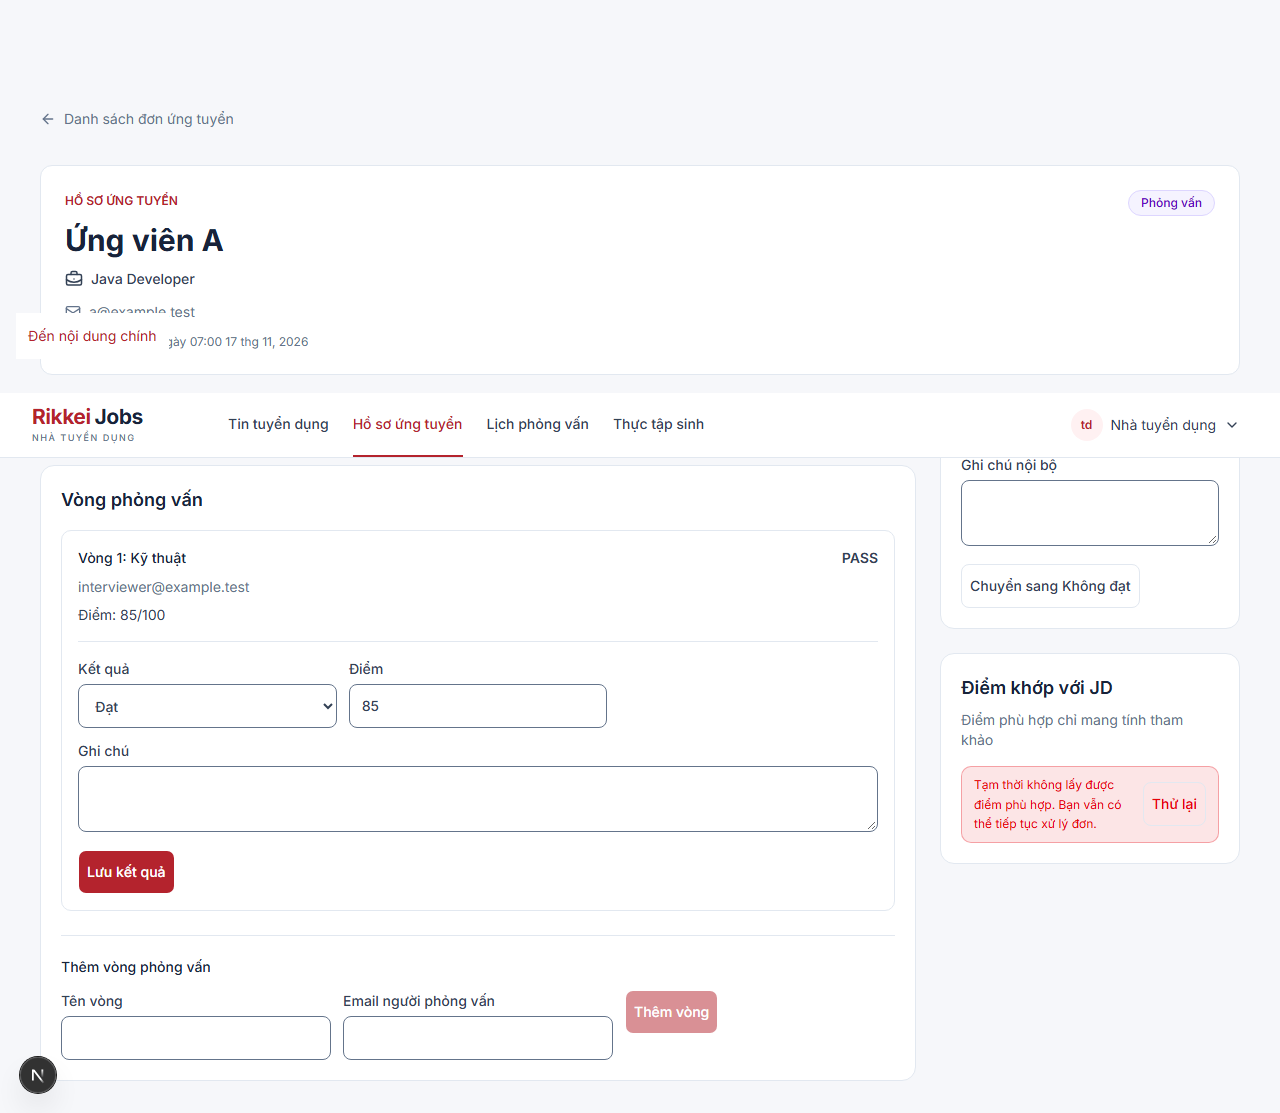 Danh sách đơn ứng tuyển
HỒ SƠ ỨNG TUYỂN
Phỏng vấn
Ứng viên A
Java Developer
a@example.test
Đến nội dung chính
07:00 17 thg 11, 2026
Rikkei Jobs
NHÀ TUYỂN DỤNG
Tin tuyển dụng
Hồ sơ ứng tuyển
Lịch phỏng vấn
Thực tập sinh
td
Nhà tuyển dụng
Vòng phỏng vấn
Vòng 1: Kỹ thuật
PASS
interviewer@example.test
Điểm: 85/100
Kết quả
Điểm
Đạt
85
Ghi chú
Lưu kết quả
Thêm vòng phỏng vấn
Tên vòng
Email người phỏng vấn
Thêm vòng
Ghi chú nội bộ
Chuyển sang Không đạt
Điểm khớp với JD
Điểm phù hợp chỉ mang tính tham
khảo
Tạm thời không lấy được
điểm phù hợp. Bạn vẫn có
thể tiếp tục xử lý đơn.
Thử lại
N